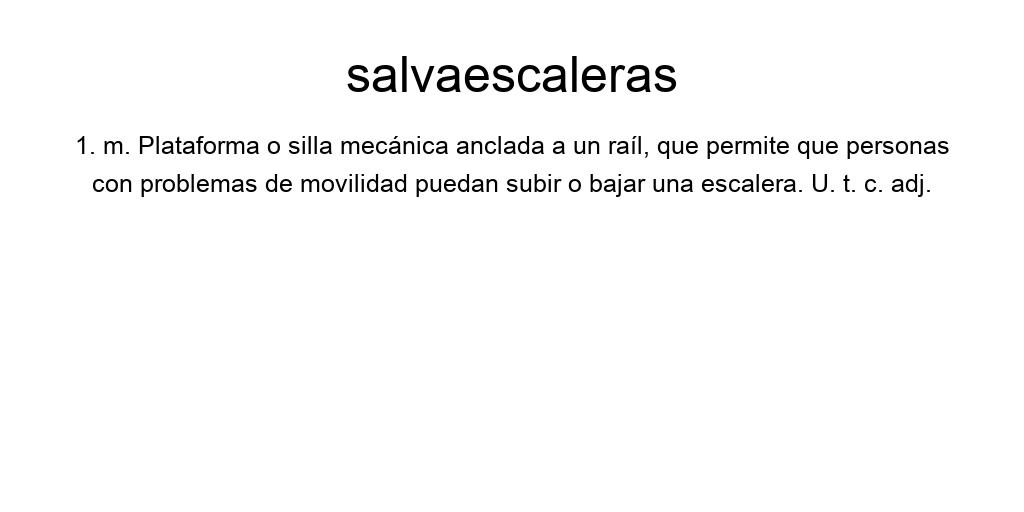 salvaescaleras
1. m. Plataforma o silla mecánica anclada a un raíl, que permite que personas
con problemas de movilidad puedan subir o bajar una escalera. U. t. c. adj.